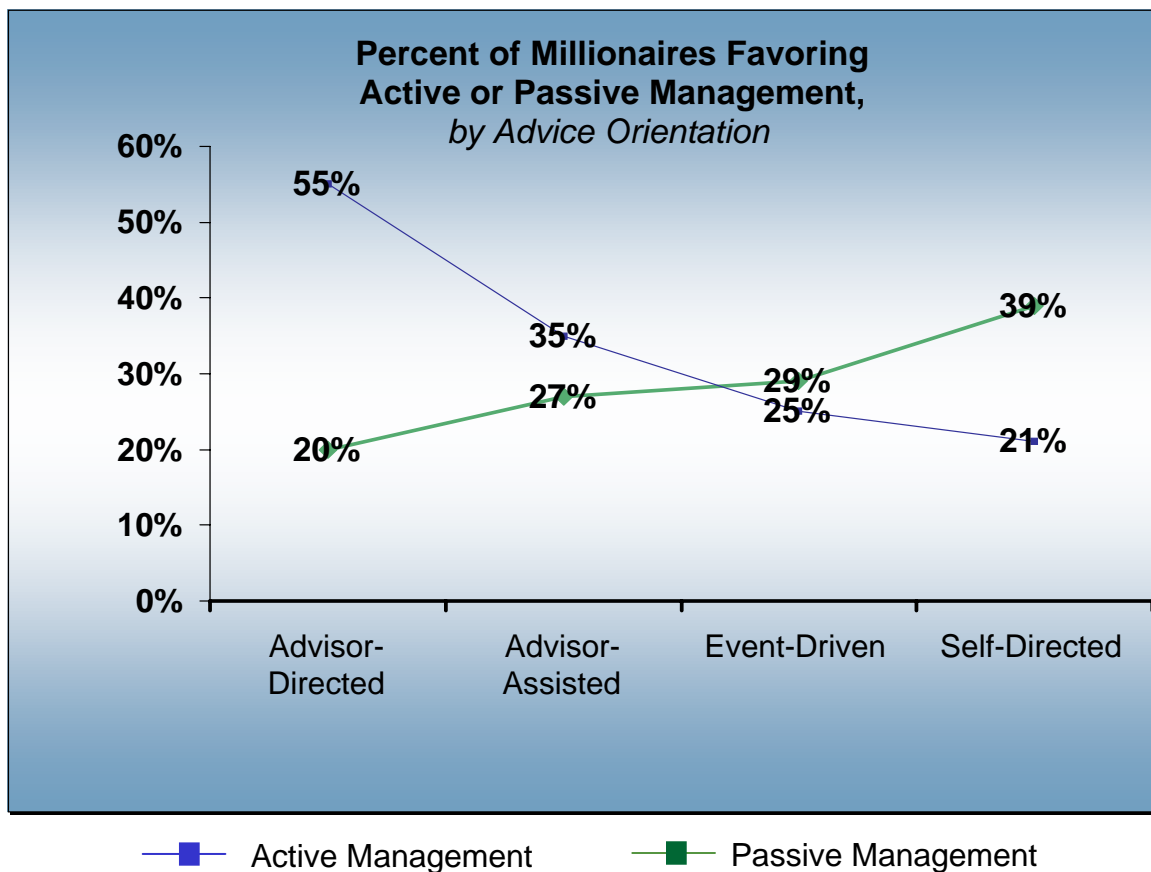 Percent of Millionaires Favoring
Active or Passive Management,
by Advice Orientation
60%
55%
50%
40%
39%
35%
30%
29%
27%
25%
21%
20%
20%
10%
0%
Advisor-
Directed
Advisor-
Assisted
Event-Driven
Self-Directed
Active Management
Passive Management